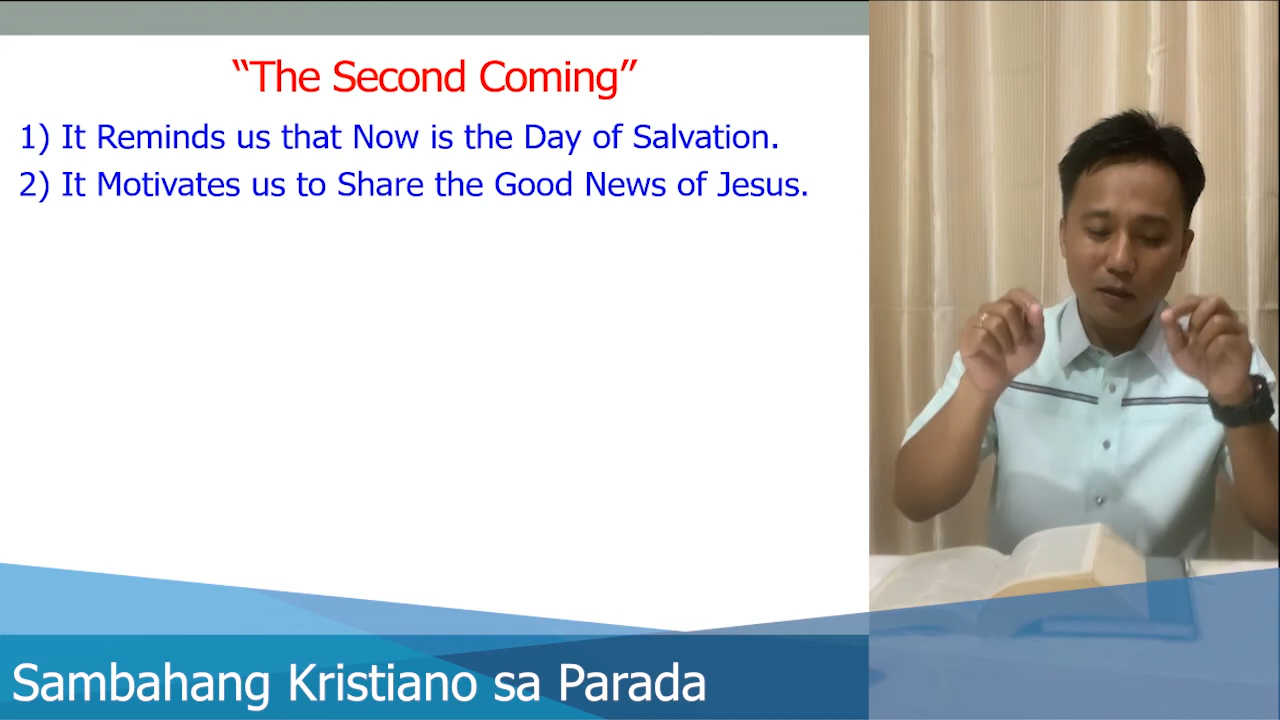 “The Second Coming”
1) It Reminds us that Now is the Day of Salvation.
2) It Motivates us to Share the Good News of Jesus.
Sambahang Kristiano sa Parada